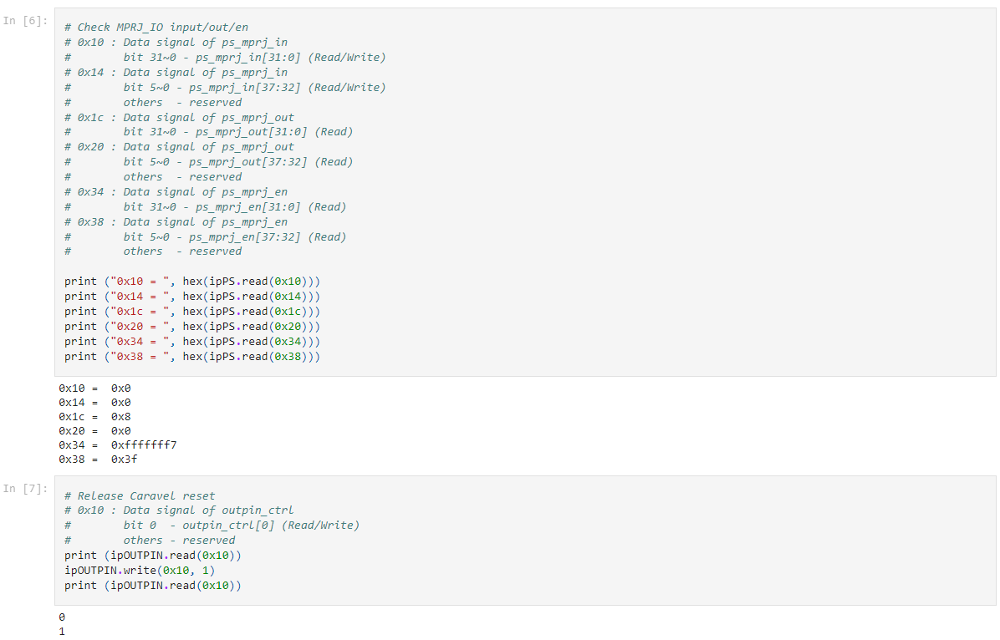 In [6]:
# Check MPRJ_IO input/out/en
# 0x10 : Data signal of ps_mprj_in
#        bit 31~0 - ps_mprj_in[31:0] (Read/Write)
# 0x14 : Data signal of ps_mprj_in
#        bit 5~0 - ps_mprj_in[37:32] (Read/Write)
#        others  - reserved
# 0x1c : Data signal of ps_mprj_out
#        bit 31~0 - ps_mprj_out[31:0] (Read)
# 0x20 : Data signal of ps_mprj_out
#        bit 5~0 - ps_mprj_out[37:32] (Read)
#        others  - reserved
# 0x34 : Data signal of ps_mprj_en
#        bit 31~0 - ps_mprj_en[31:0] (Read)
# 0x38 : Data signal of ps_mprj_en
#        bit 5~0 - ps_mprj_en[37:32] (Read)
#        others  - reserved
print ("0x10 = ", hex(ipPS.read(0x10)))
print ("0x14 = ", hex(ipPS.read(0x14)))
print ("0x1c = ", hex(ipPS.read(0x1c)))
print ("0x20 = ", hex(ipPS.read(0x20)))
print ("0x34 = ", hex(ipPS.read(0x34)))
print ("0x38 = ", hex(ipPS.read(0x38)))
0x10 =  0x0
0x14 =  0x0
0x1c =  0x8
0x20 =  0x0
0x34 =  0xfffffff7
0x38 =  0x3f
In [7]:
# Release Caravel reset
# 0x10 : Data signal of outpin_ctrl
#        bit 0  - outpin_ctrl[0] (Read/Write)
#        others - reserved
print (ipOUTPIN.read(0x10))
ipOUTPIN.write(0x10, 1)
print (ipOUTPIN.read(0x10))
0
1